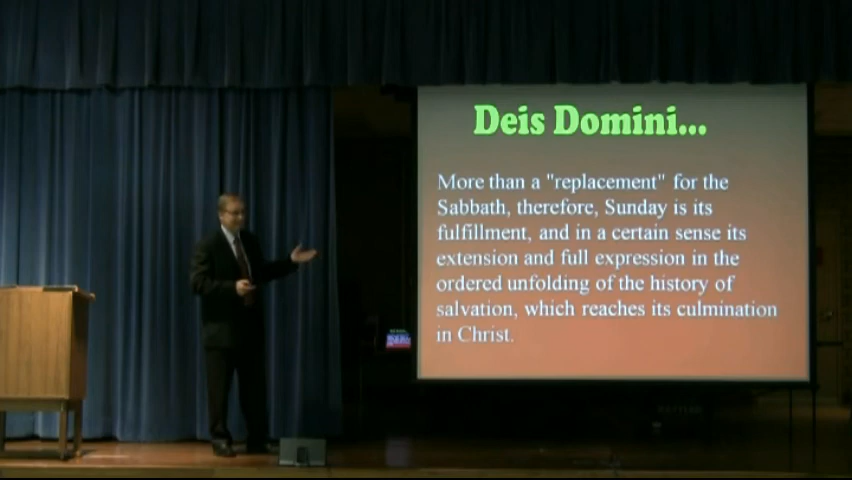 Deis Domini...
More than a "replacement" for the
Sabbath, therefore, Sunday is its
fulfillment, and in a certain sense its
extension and full expression in the
ordered unfolding of the history of
salvation, which reaches its culmination
in Christ.